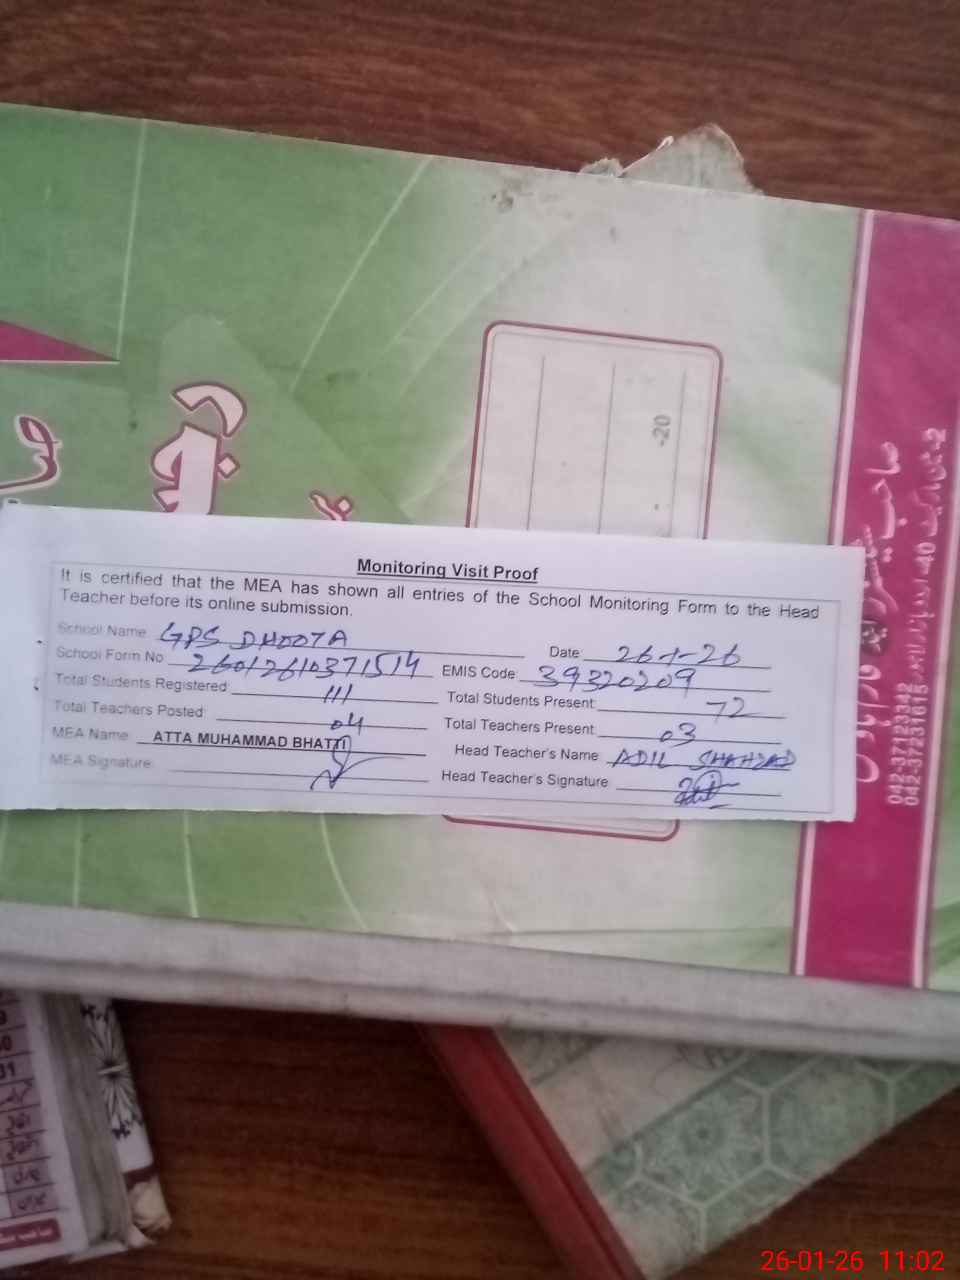 -20
Monitoring Visit Proof
It is certified that the MEA has shown all entries of the School Monitoring Form to the Head
Teacher before its online submission.
School Name: GPS DHOOTA Date: 26-1-26
School Form No: 26012610371514 EMIS Code: 39320209
Total Students Registered: 111 Total Students Present: 72
Total Teachers Posted: 04 Total Teachers Present: 03
MEA Name: ATTA MUHAMMAD BHATTI Head Teacher's Name: ADIL SHAHZAD
MEA Signature: Head Teacher's Signature:
042-37123342
042-37231615
26-01-26 11:02